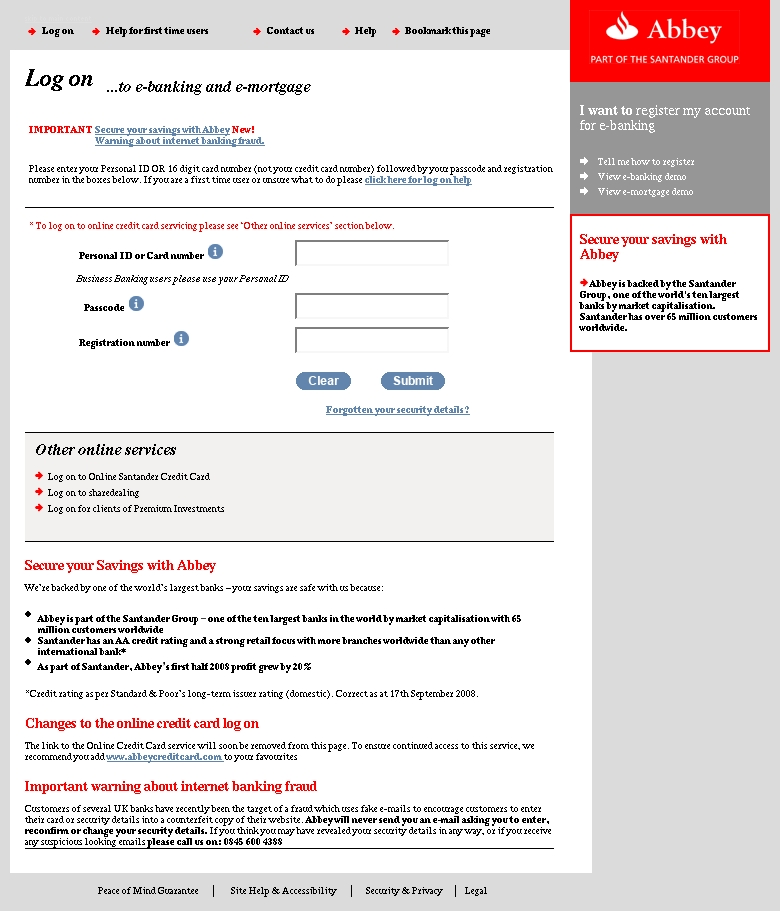 Log on
Help for first time users
Contact us
Help
Bookmark this page
Abbey
PART OF THE SANTANDER GROUP
Log on ...to e-banking and e-mortgage
I want to register my account
for e-banking
Tell me how to register
View e-banking demo
View e-mortgage demo
IMPORTANT Secure your savings with Abbey New!
Warning about internet banking fraud.
Please enter your Personal ID OR 16 digit card number (not your credit card number) followed by your passcode and registration
number in the boxes below. If you are a first time user or unsure what to do please click here for log on help
Secure your savings with
Abbey
Abbey is backed by the Santander
Group, one of the world's ten largest
banks by market capitalisation.
Santander has over 65 million customers
worldwide.
* To log on to online credit card servicing please see 'Other online services' section below.
Personal ID or Card number i
Business Banking users please use your Personal ID
Passcode i
Registration number i
Clear
Submit
Forgotten your security details?
Other online services
Log on to Online Santander Credit Card
Log on to sharedealing
Log on for clients of Premium Investments
Secure your Savings with Abbey
We're backed by one of the world's largest banks – your savings are safe with us because:
Abbey is part of the Santander Group – one of the ten largest banks in the world by market capitalisation with 65
million customers worldwide
Santander has an AA credit rating and a strong retail focus with more branches worldwide than any other
international bank*
As part of Santander, Abbey's first half 2008 profit grew by 20%
*Credit rating as per Standard & Poor's long-term issuer rating (domestic). Correct as at 17th September 2008.
Changes to the online credit card log on
The link to the Online Credit Card service will soon be removed from this page. To ensure continued access to this service, we
recommend you add www.abbeycreditcard.com to your favourites
Important warning about internet banking fraud
Customers of several UK banks have recently been the target of a fraud which uses fake e-mails to encourage customers to enter
their card or security details into a counterfeit copy of their website. Abbey will never send you an e-mail asking you to enter,
reconfirm or change your security details. If you think you may have revealed your security details in any way, or if you receive
any suspicious looking emails please call us on: 0845 600 4388
Peace of Mind Guarantee | Site Help & Accessibility | Security & Privacy | Legal